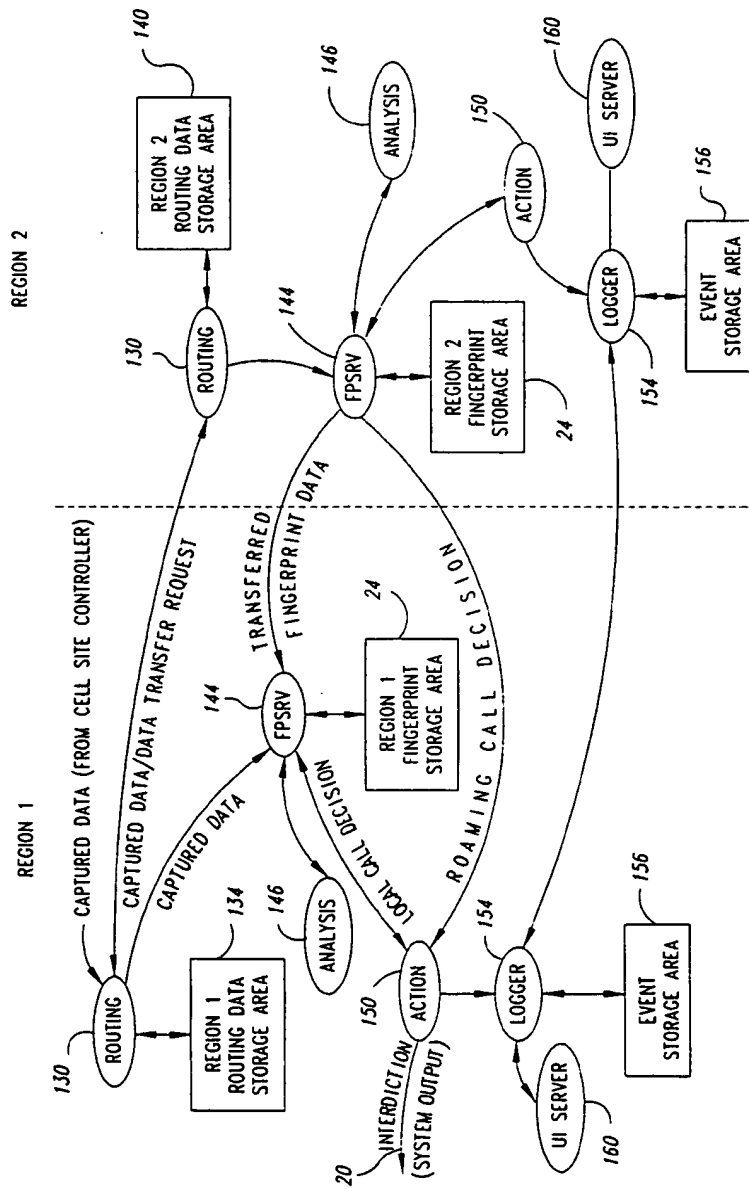 REGION 1
REGION 2
CAPTURED DATA (FROM CELL SITE CONTROLLER)
CAPTURED DATA/DATA TRANSFER REQUEST
CAPTURED DATA
130
ROUTING
134
REGION 1
ROUTING DATA
STORAGE AREA
130
ROUTING
140
REGION 2
ROUTING DATA
STORAGE AREA
144
FPSRV
TRANSFERRED
FINGERPRINT DATA
144
FPSRV
146
ANALYSIS
146
ANALYSIS
24
REGION 1
FINGERPRINT
STORAGE AREA
REGION 2
FINGERPRINT
STORAGE AREA
24
LOCAL CALL DECISION
ROAMING CALL DECISION
150
ACTION
150
ACTION
20
INTERDICTION
(SYSTEM OUTPUT)
154
LOGGER
LOGGER
154
UI SERVER
160
160
UI SERVER
156
EVENT
STORAGE AREA
156
EVENT
STORAGE AREA